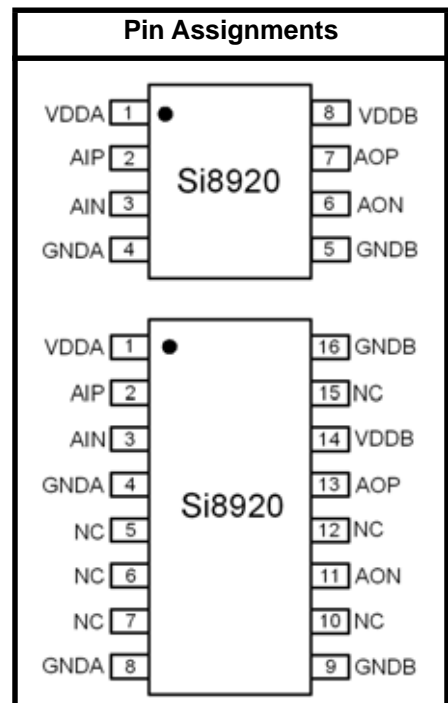 Pin Assignments
VDDA 1 8 VDDB
AIP 2 7 AOP
Si8920
AIN 3 6 AON
GNDA 4 5 GNDB
VDDA 1 16 GNDB
AIP 2 15 NC
AIN 3 14 VDDB
GNDA 4 13 AOP
Si8920
NC 5 12 NC
NC 6 11 AON
NC 7 10 NC
GNDA 8 9 GNDB